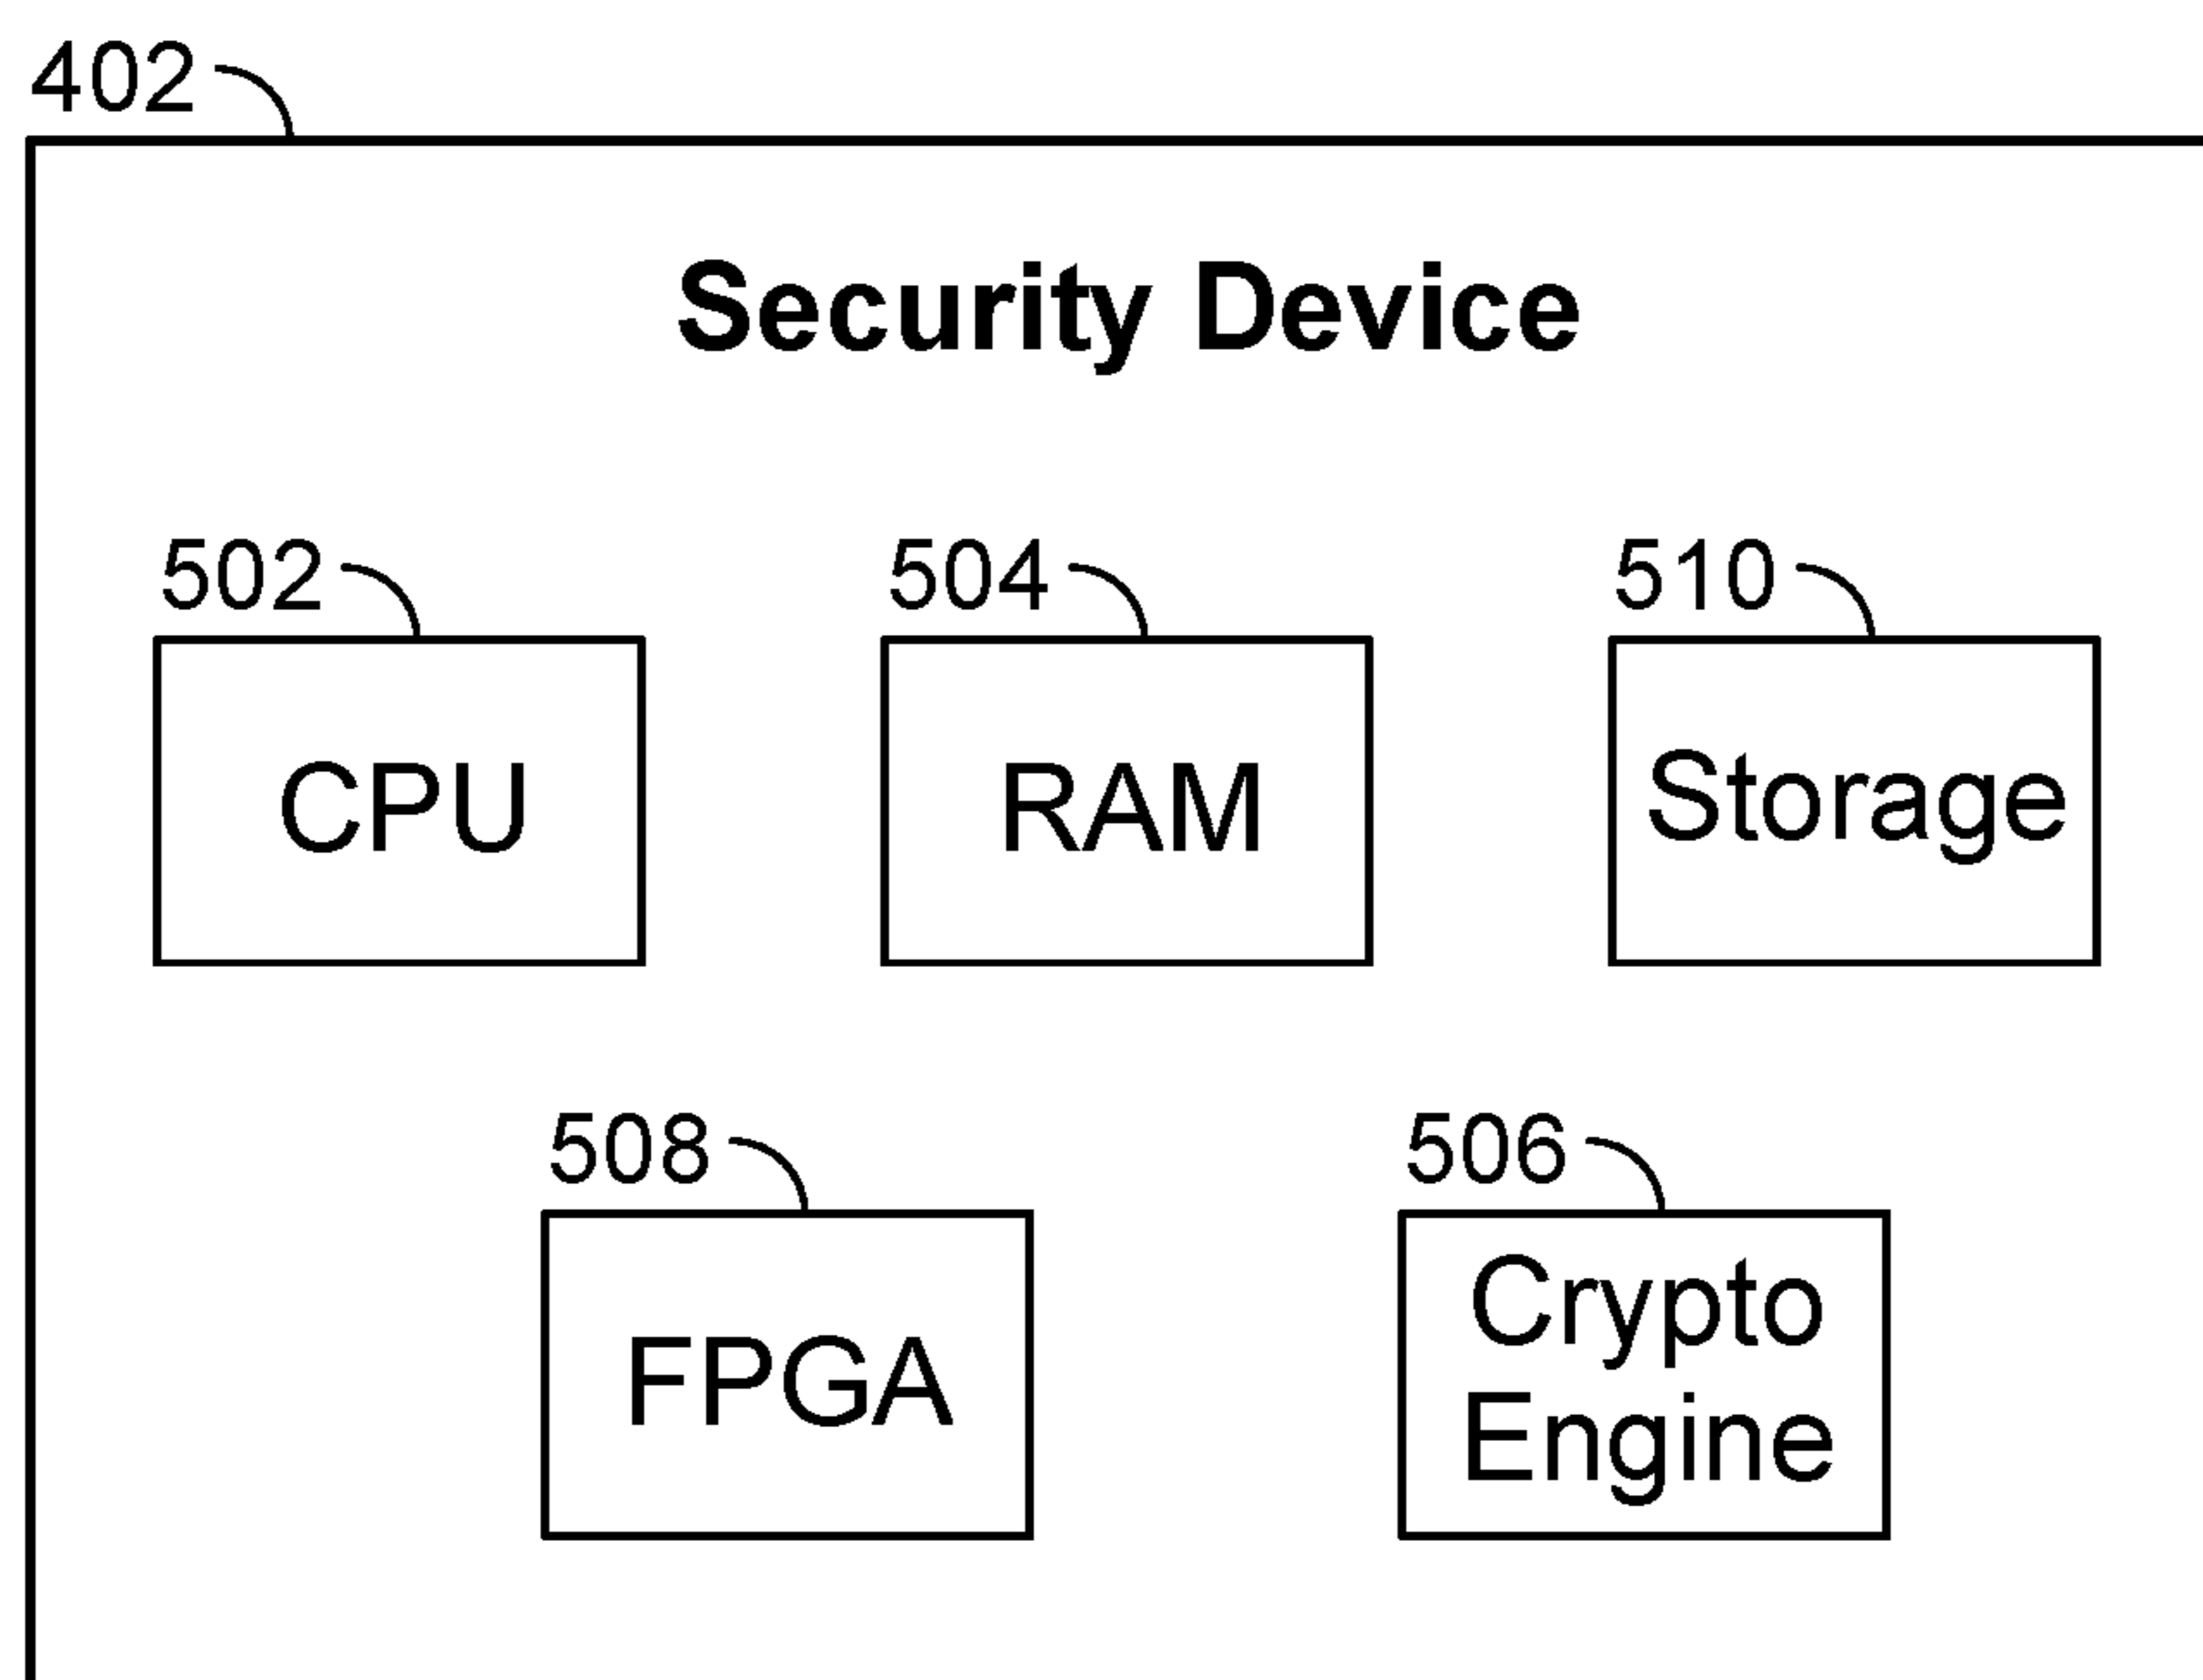 402
Security Device
502
504
510
CPU
RAM
Storage
508
506
FPGA
Crypto
Engine